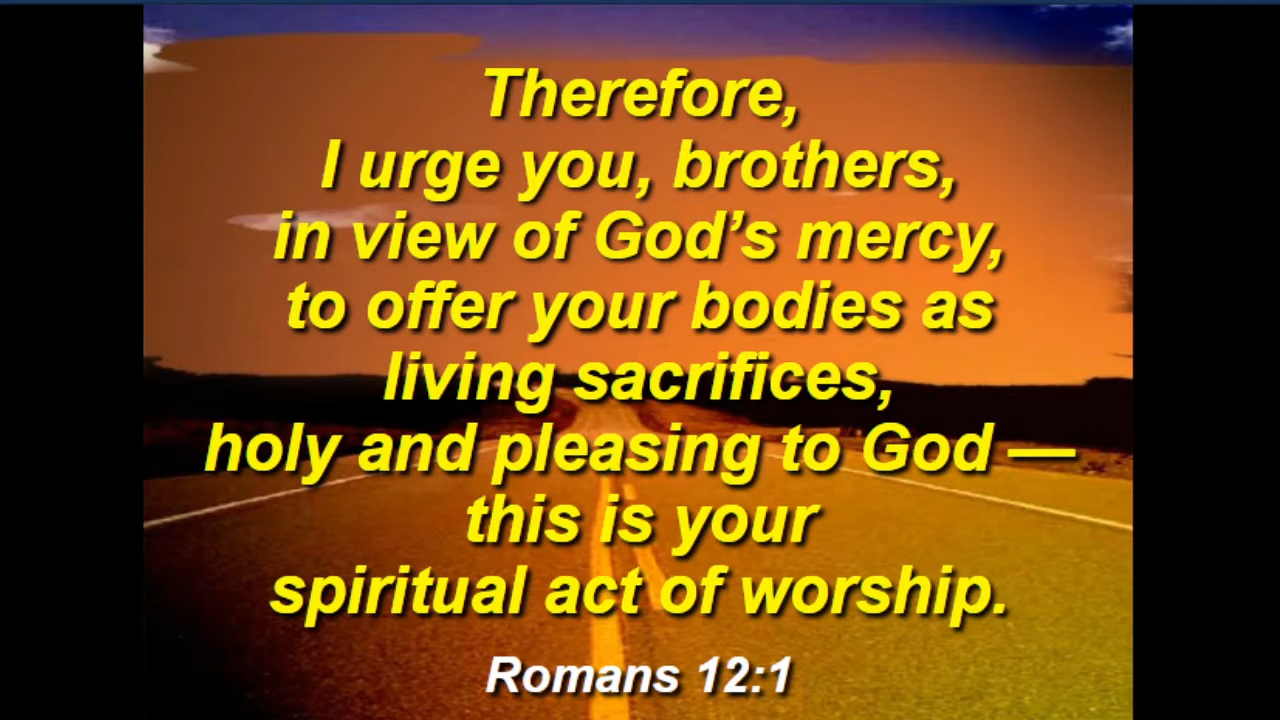 Therefore,
I urge you, brothers,
in view of God’s mercy,
to offer your bodies as
living sacrifices,
holy and pleasing to God —
this is your
spiritual act of worship.
Romans 12:1